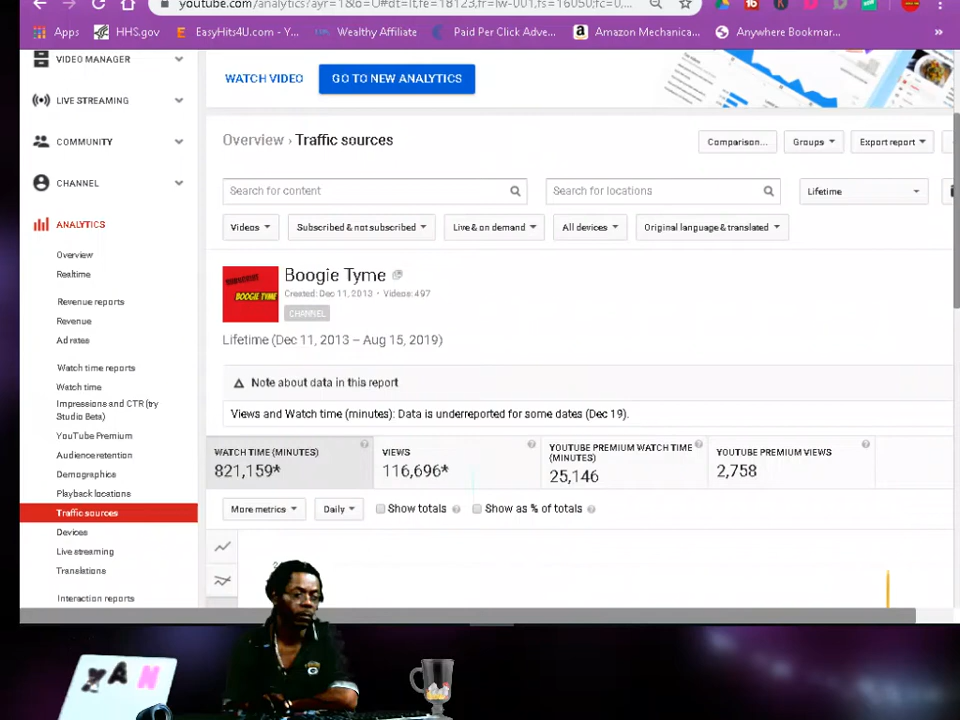 youtube.com/analytics?ayr=1&o=O#dt=lt,fe=18123,fr=lw-001,fs=16050;fc=0,...
Apps HHS.gov EasyHits4U.com - Y... Wealthy Affiliate Paid Per Click Adve... Amazon Mechanica... Anywhere Bookmar...
VIDEO MANAGER
WATCH VIDEO GO TO NEW ANALYTICS
LIVE STREAMING
COMMUNITY
Overview › Traffic sources Comparison... Groups Export report
CHANNEL
Search for content Search for locations Lifetime
ANALYTICS
Videos Subscribed & not subscribed Live & on demand All devices Original language & translated
Overview
Realtime
Boogie Tyme
Created: Dec 11, 2013 • Videos: 497
BOOGIE TYME
CHANNEL
Revenue reports
Revenue
Ad rates
Lifetime (Dec 11, 2013 – Aug 15, 2019)
Watch time reports
Watch time
Note about data in this report
Impressions and CTR (try
Studio Beta)
Views and Watch time (minutes): Data is underreported for some dates (Dec 19).
YouTube Premium
Audience retention
WATCH TIME (MINUTES) VIEWS YOUTUBE PREMIUM WATCH TIME (MINUTES) YOUTUBE PREMIUM VIEWS
821,159* 116,696* 25,146 2,758
Demographics
Playback locations
Traffic sources
More metrics Daily Show totals Show as % of totals
Devices
Live streaming
Translations
Interaction reports
XAN